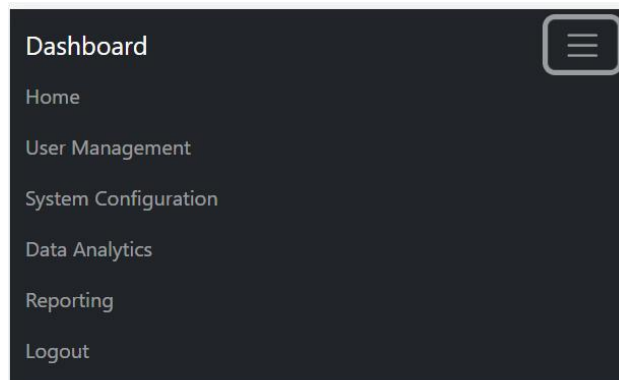 Dashboard
Home
User Management
System Configuration
Data Analytics
Reporting
Logout